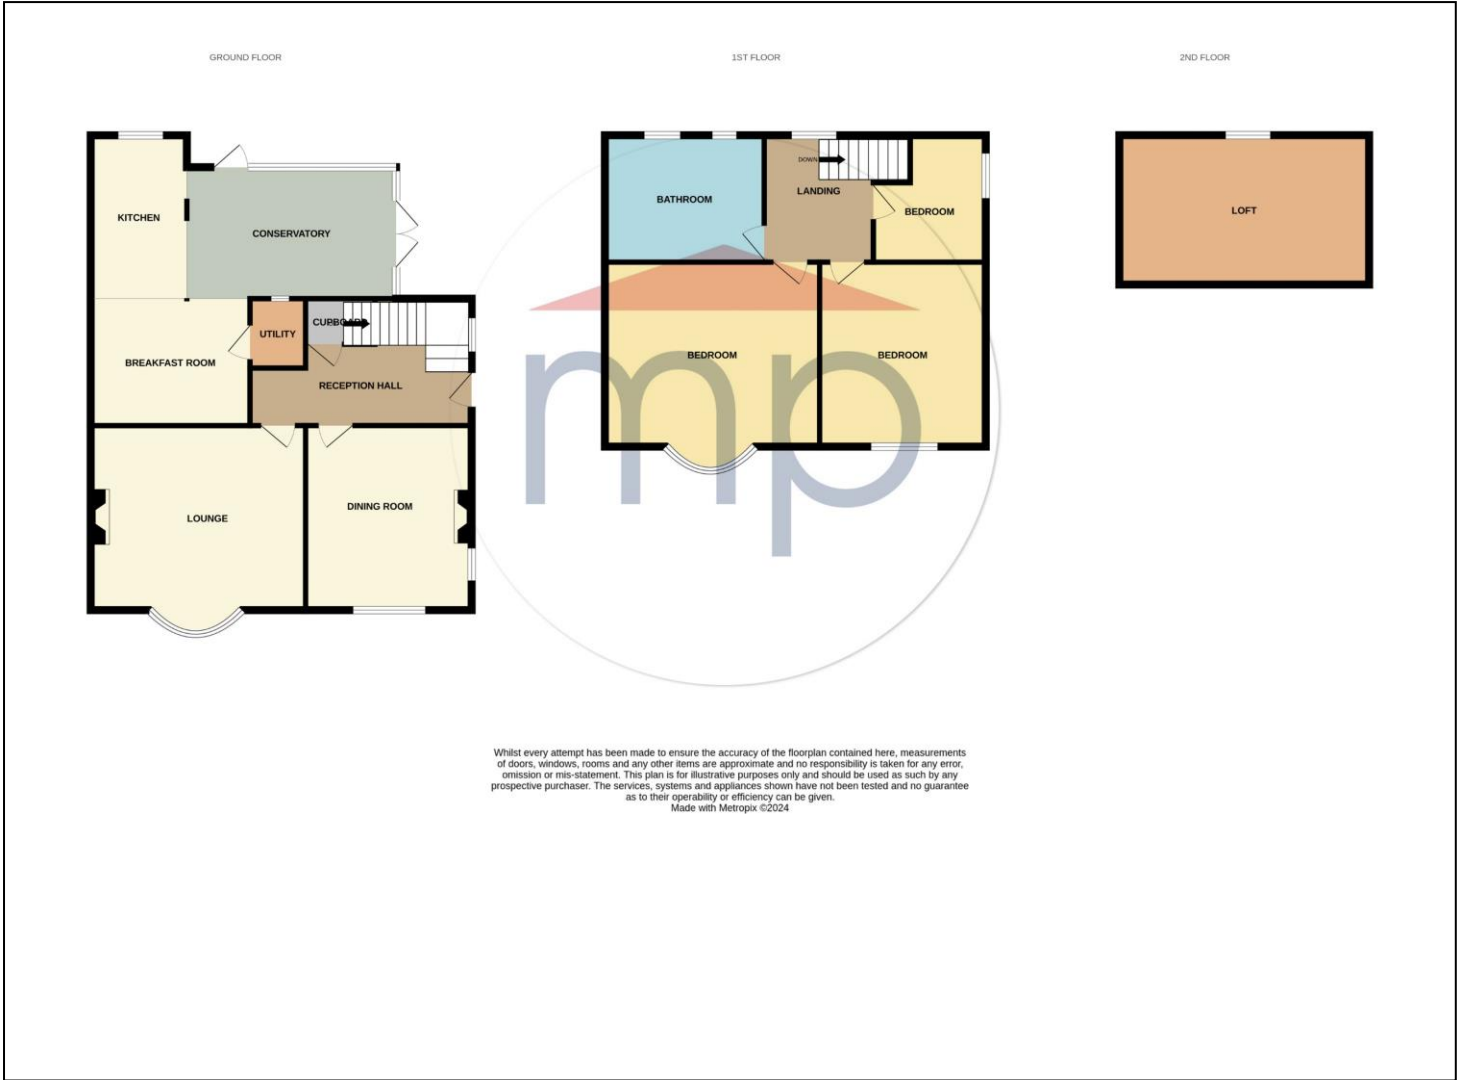 GROUND FLOOR
1ST FLOOR
2ND FLOOR
KITCHEN
CONSERVATORY
UTILITY
CUPBOARD
BREAKFAST ROOM
RECEPTION HALL
LOUNGE
DINING ROOM
BATHROOM
DOWN
LANDING
BEDROOM
BEDROOM
BEDROOM
LOFT
mp
Whilst every attempt has been made to ensure the accuracy of the floorplan contained here, measurements
of doors, windows, rooms and any other items are approximate and no responsibility is taken for any error,
omission or mis-statement. This plan is for illustrative purposes only and should be used as such by any
prospective purchaser. The services, systems and appliances shown have not been tested and no guarantee
as to their operability or efficiency can be given.
Made with Metropix ©2024